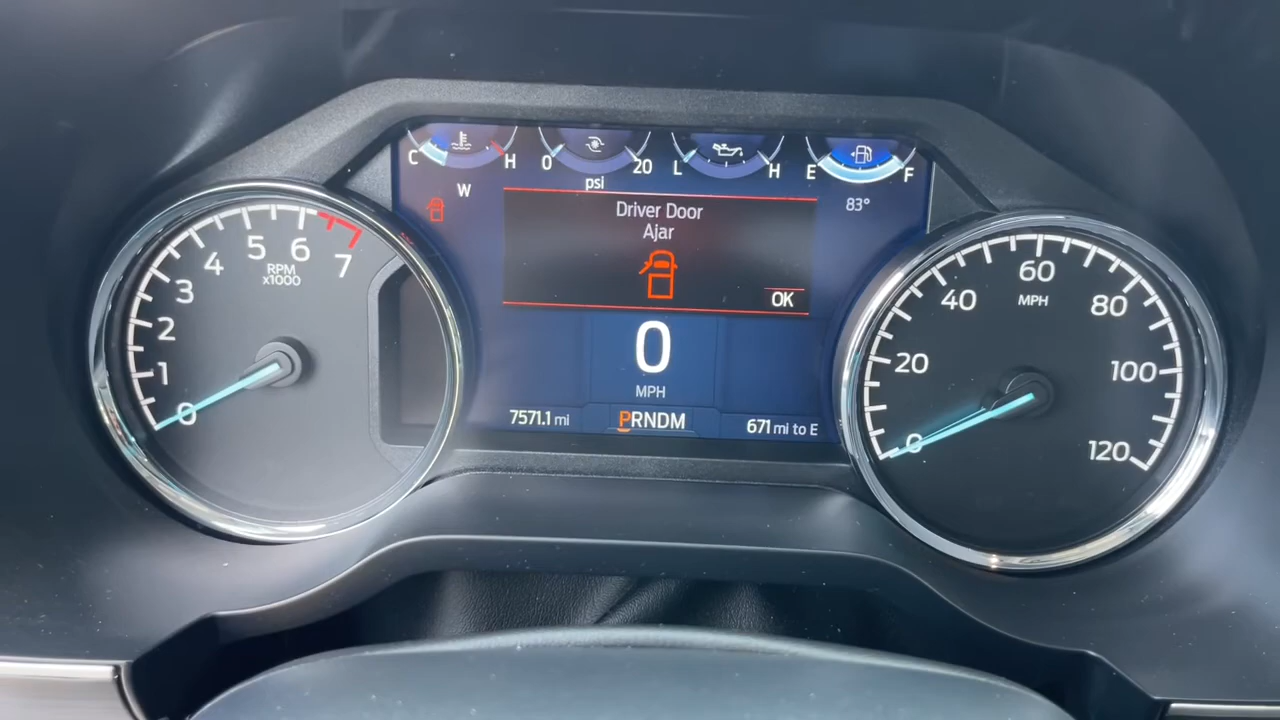 C H
0 20
psi
L H
E F
W
83°
Driver Door
Ajar
OK
0
MPH
7571.1 mi
PRNDM
671 mi to E
0
1
2
3
4
5
6
7
RPM
x1000
0
20
40
60
80
100
120
MPH